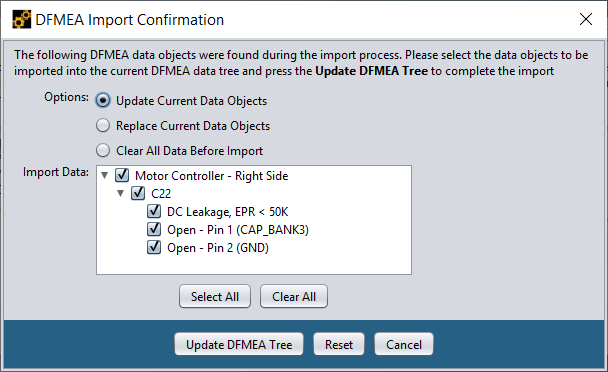 DFMEA Import Confirmation
The following DFMEA data objects were found during the import process. Please select the data objects to be
imported into the current DFMEA data tree and press the Update DFMEA Tree to complete the import
Options: Update Current Data Objects
Replace Current Data Objects
Clear All Data Before Import
Import Data: Motor Controller - Right Side
C22
DC Leakage, EPR < 50K
Open - Pin 1 (CAP_BANK3)
Open - Pin 2 (GND)
Select All Clear All
Update DFMEA Tree Reset Cancel